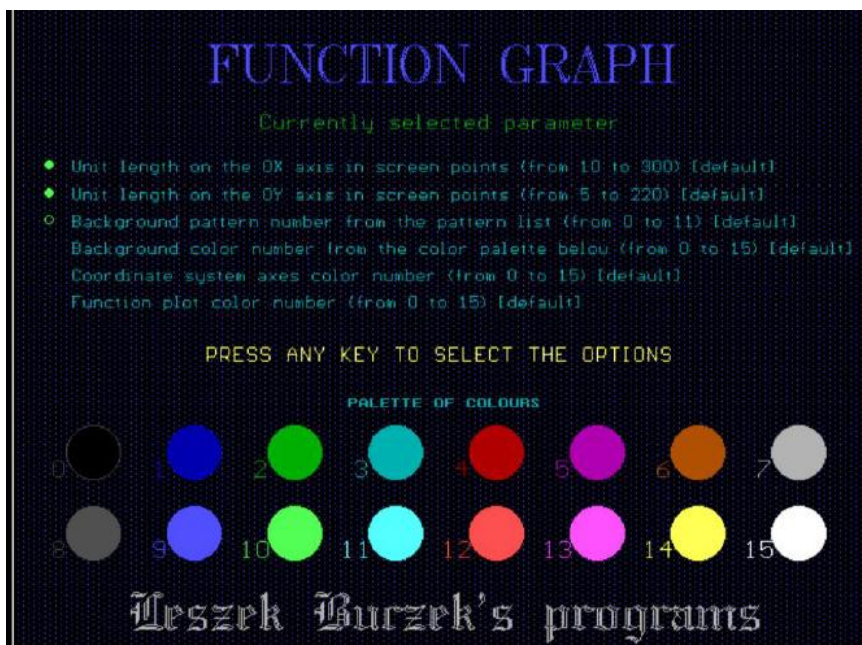 FUNCTION GRAPH
Currently selected parameter
Unit length on the OX axis in screen points (from 10 to 300) [default]
Unit length on the OY axis in screen points (from 5 to 220) [default]
Background pattern number from the pattern list (from 0 to 11) [default]
Background color number from the color palette below (from 0 to 15) [default]
Coordinate system axes color number (from 0 to 15) [default]
Function plot color number (from 0 to 15) [default]
PRESS ANY KEY TO SELECT THE OPTIONS
PALETTE OF COLOURS
0 1 2 3 4 5 6 7
8 9 10 11 12 13 14 15
Leszek Buczek's programs